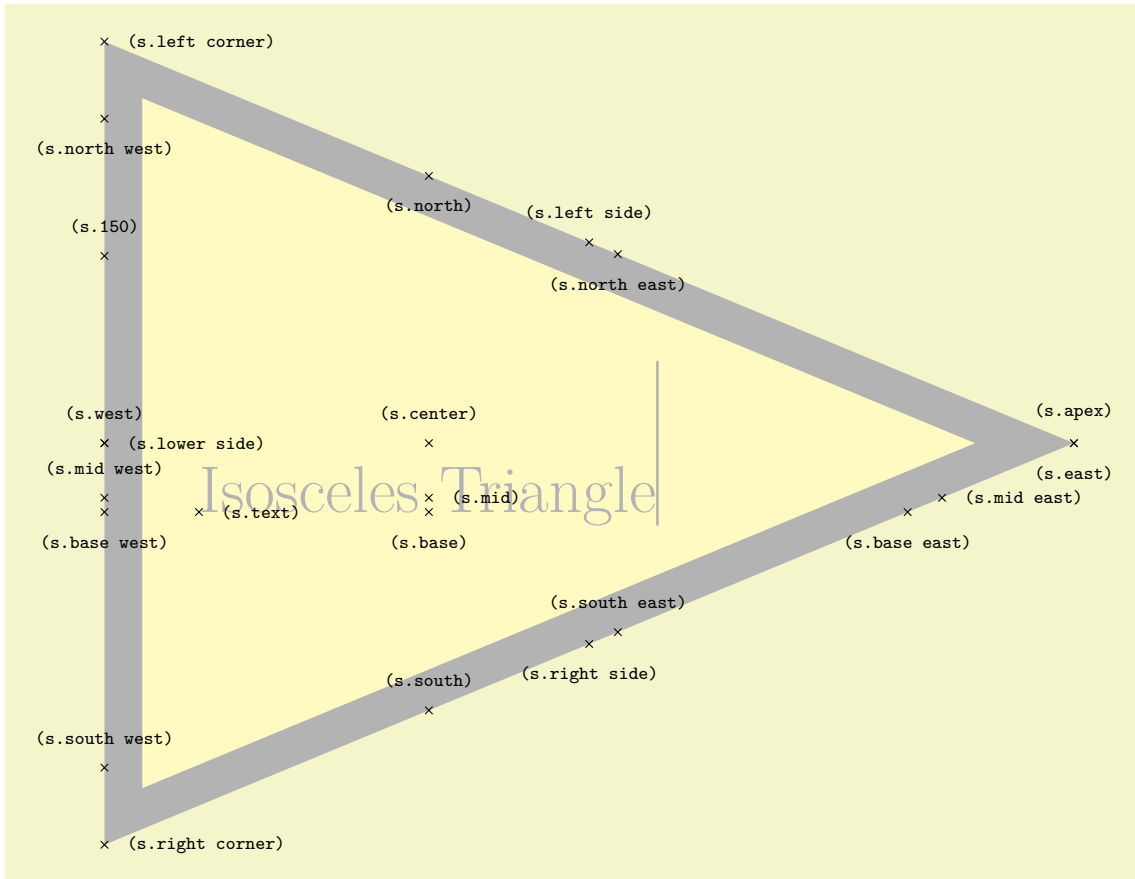 (s.left corner)
(s.north west)
(s.north)
(s.left side)
(s.150)
(s.north east)
(s.west)
(s.center)
(s.apex)
(s.lower side)
(s.mid west)
(s.east)
Isosceles Triangle
(s.mid)
(s.mid east)
(s.text)
(s.base west)
(s.base)
(s.base east)
(s.south east)
(s.right side)
(s.south)
(s.south west)
(s.right corner)